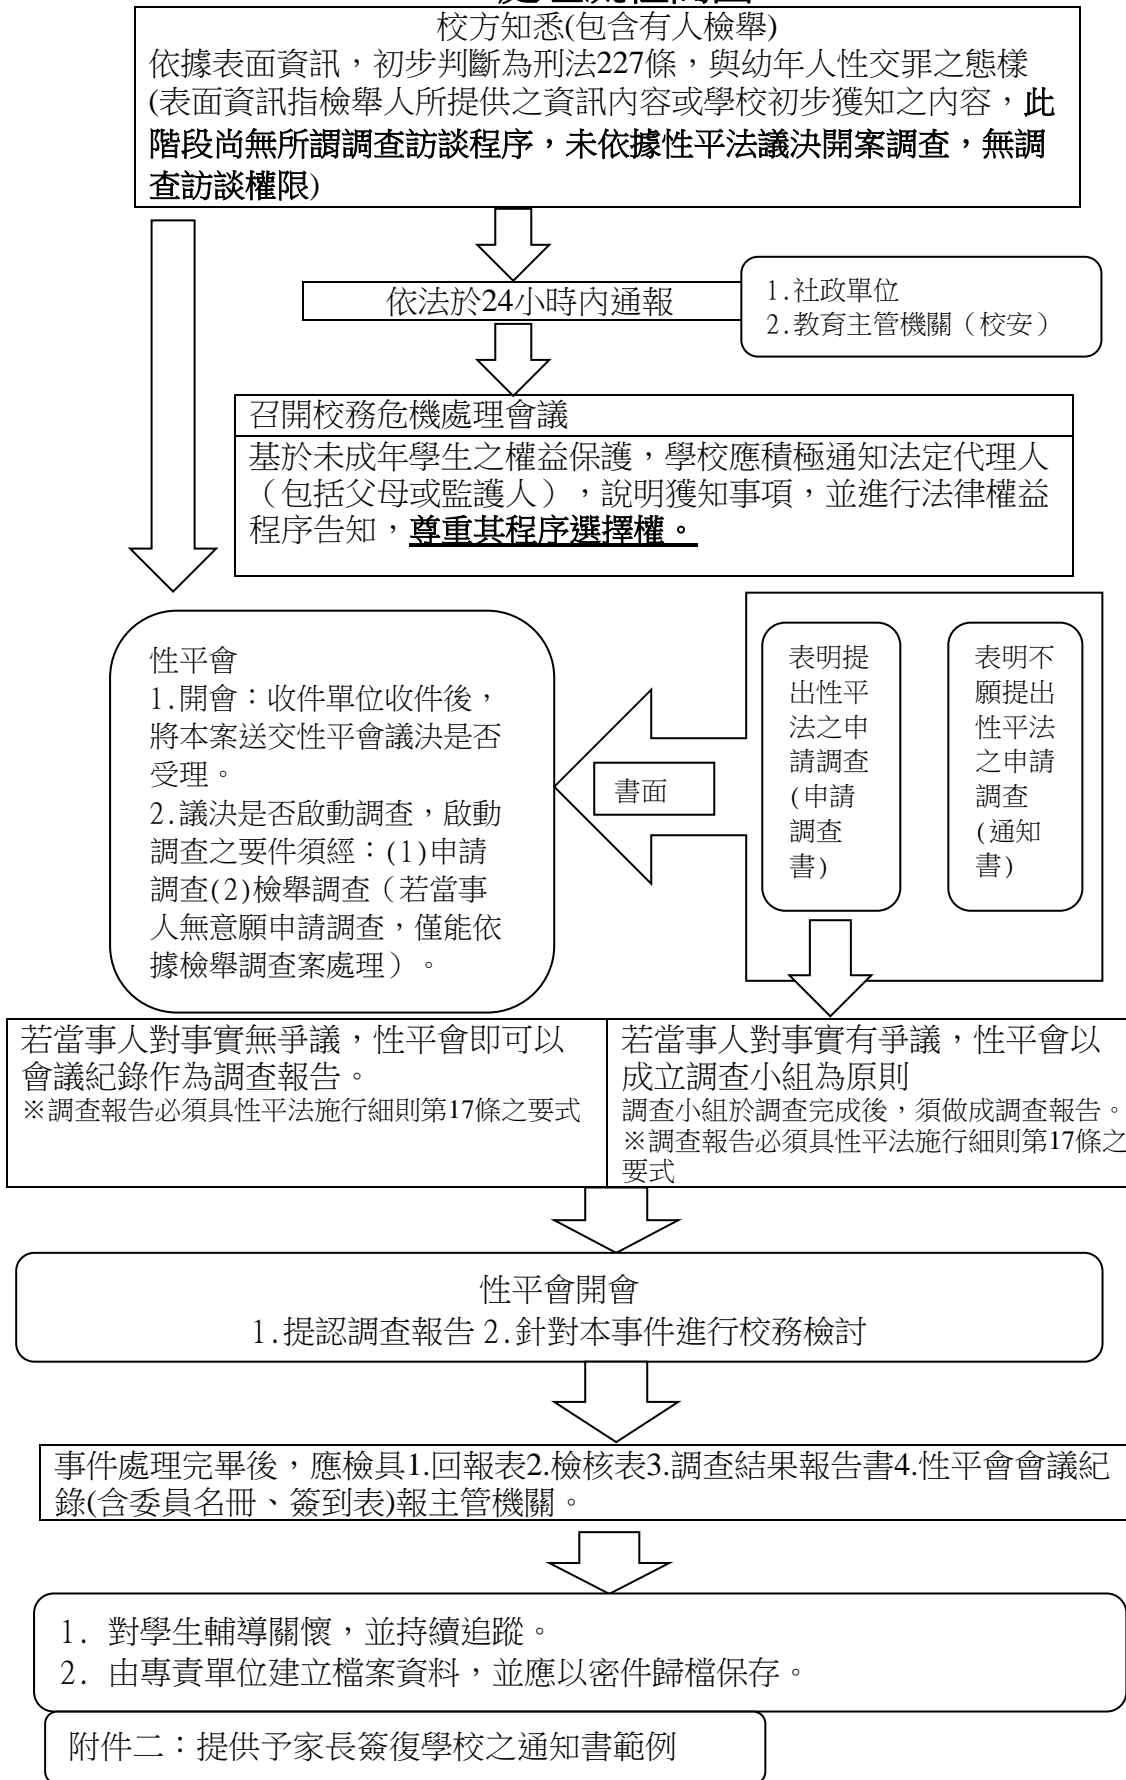 處理流程簡圖
校方知悉(包含有人檢舉)
依據表面資訊，初步判斷為刑法227條，與幼年人性交罪之態樣
(表面資訊指檢舉人所提供之資訊內容或學校初步獲知之內容，此
階段尚無所謂調查訪談程序，未依據性平法議決開案調查，無調
查訪談權限)
依法於24小時內通報
1.社政單位
2.教育主管機關（校安）
召開校務危機處理會議
基於未成年學生之權益保護，學校應積極通知法定代理人
（包括父母或監護人），說明獲知事項，並進行法律權益
程序告知，尊重其程序選擇權。
性平會
1.開會：收件單位收件後，
將本案送交性平會議決是否
受理。
2.議決是否啟動調查，啟動
調查之要件須經：(1)申請
調查(2)檢舉調查（若當事
人無意願申請調查，僅能依
據檢舉調查案處理）。
書面
表明提
出性平
法之申
請調查
(申請
調查
書)
表明不
願提出
性平法
之申請
調查
(通知
書)
若當事人對事實無爭議，性平會即可以
會議紀錄作為調查報告。
※調查報告必須具性平法施行細則第17條之要式
若當事人對事實有爭議，性平會以
成立調查小組為原則
調查小組於調查完成後，須做成調查報告。
※調查報告必須具性平法施行細則第17條之
要式
性平會開會
1.提認調查報告 2.針對本事件進行校務檢討
事件處理完畢後，應檢具1.回報表2.檢核表3.調查結果報告書4.性平會會議紀
錄(含委員名冊、簽到表)報主管機關。
1. 對學生輔導關懷，並持續追蹤。
2. 由專責單位建立檔案資料，並應以密件歸檔保存。
附件二：提供予家長簽復學校之通知書範例